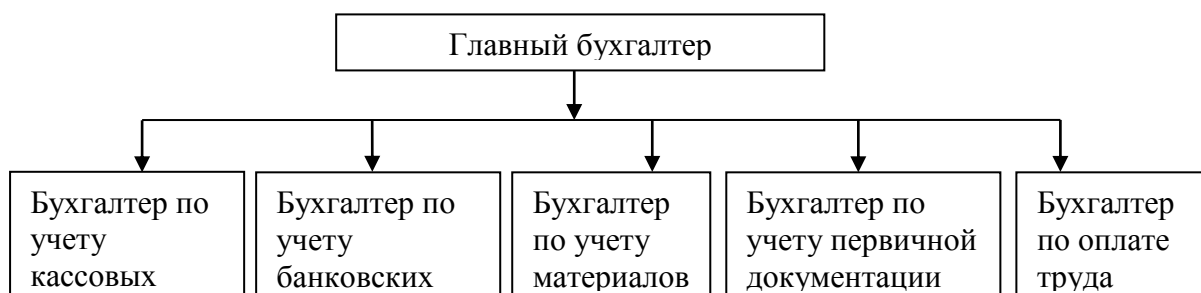 Главный бухгалтер
Бухгалтер по
учету
кассовых
Бухгалтер по
учету
банковских
Бухгалтер
по учету
материалов
Бухгалтер по
учету первичной
документации
Бухгалтер
по оплате
труда